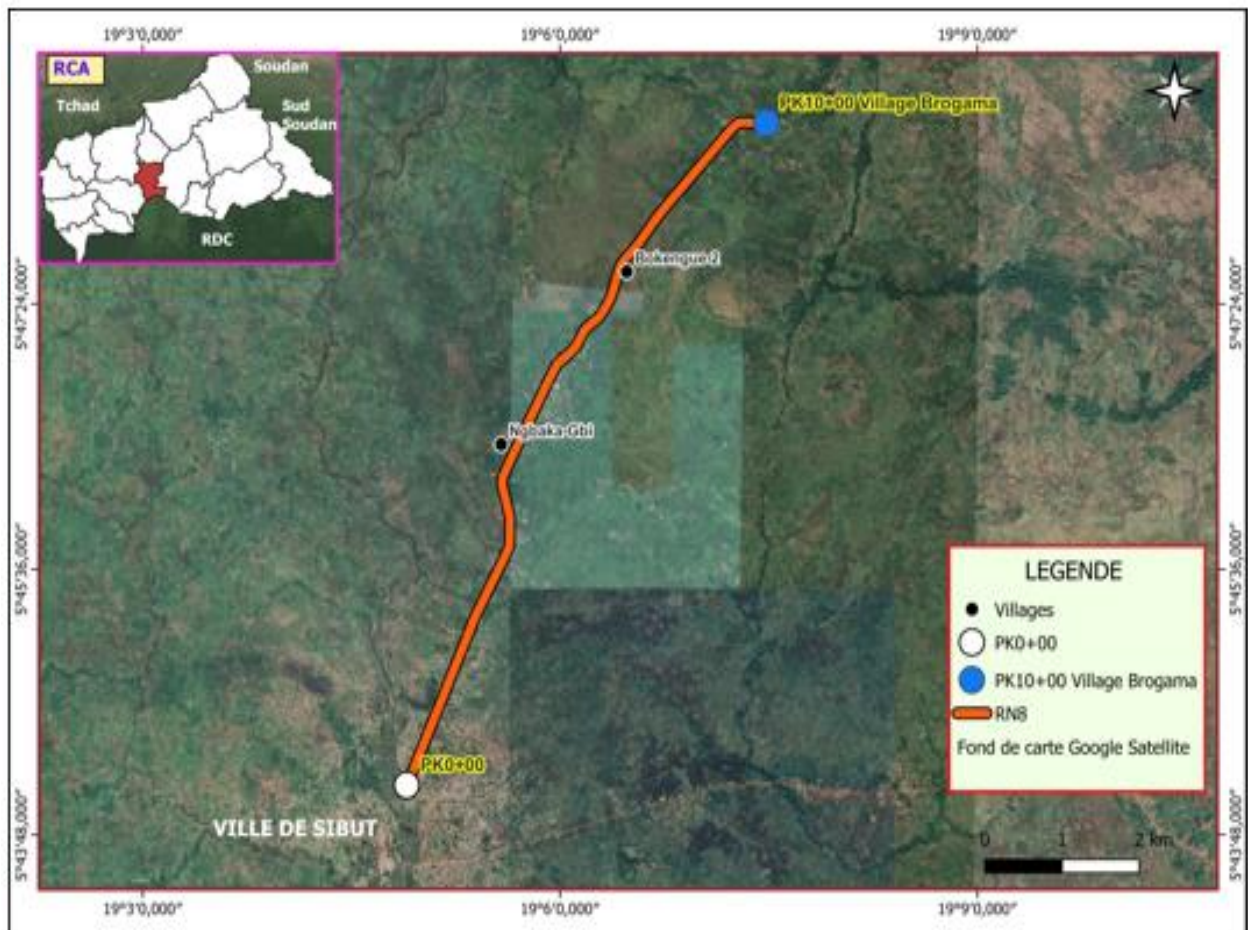 19°3'0,000"
19°6'0,000"
19°9'0,000"
RCA
Soudan
Tchad
Sud
Soudan
RDC
PK10+00 Village Brogama
Bokengue-2
5°47'24,000"
5°47'24,000"
Ngbaka-Gbi
5°45'36,000"
5°45'36,000"
LEGENDE
Villages
PK0+00
PK10+00 Village Brogama
RN8
Fond de carte Google Satellite
PK0+00
VILLE DE SIBUT
5°43'48,000"
5°43'48,000"
0 1 2 km
19°3'0,000"
19°6'0,000"
19°9'0,000"